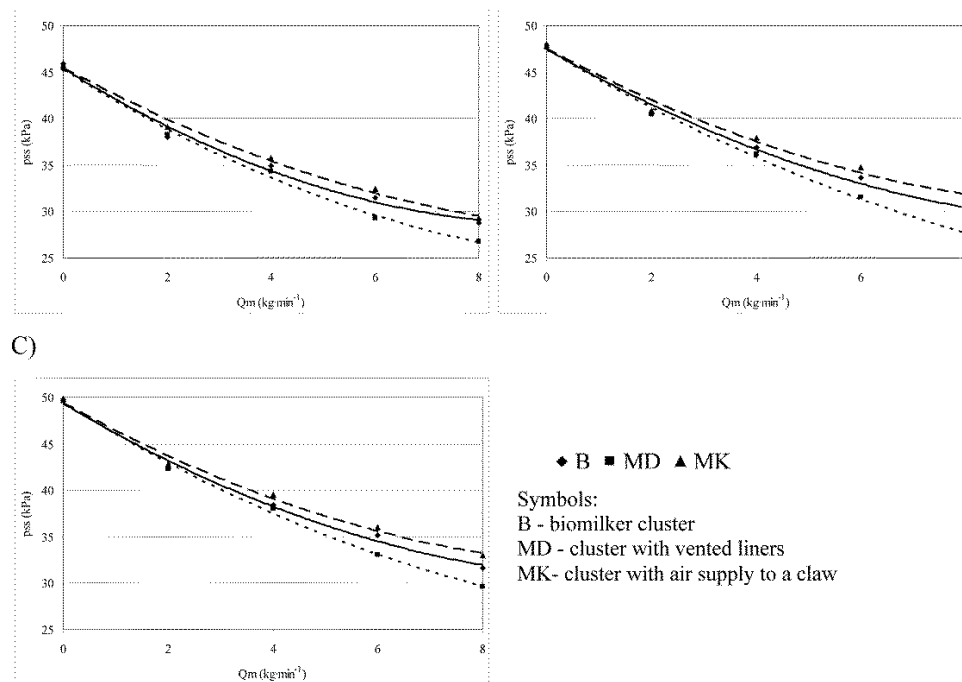 50
45
40
35
30
25
pss (kPa)
0 2 4 6 8
Qm (kg·min⁻¹)
50
45
40
35
30
25
pss (kPa)
0 2 4 6
Qm (kg·min⁻¹)
C)
50
45
40
35
30
25
pss (kPa)
0 2 4 6 8
Qm (kg·min⁻¹)
B MD MK
Symbols:
B - biomilker cluster
MD - cluster with vented liners
MK- cluster with air supply to a claw